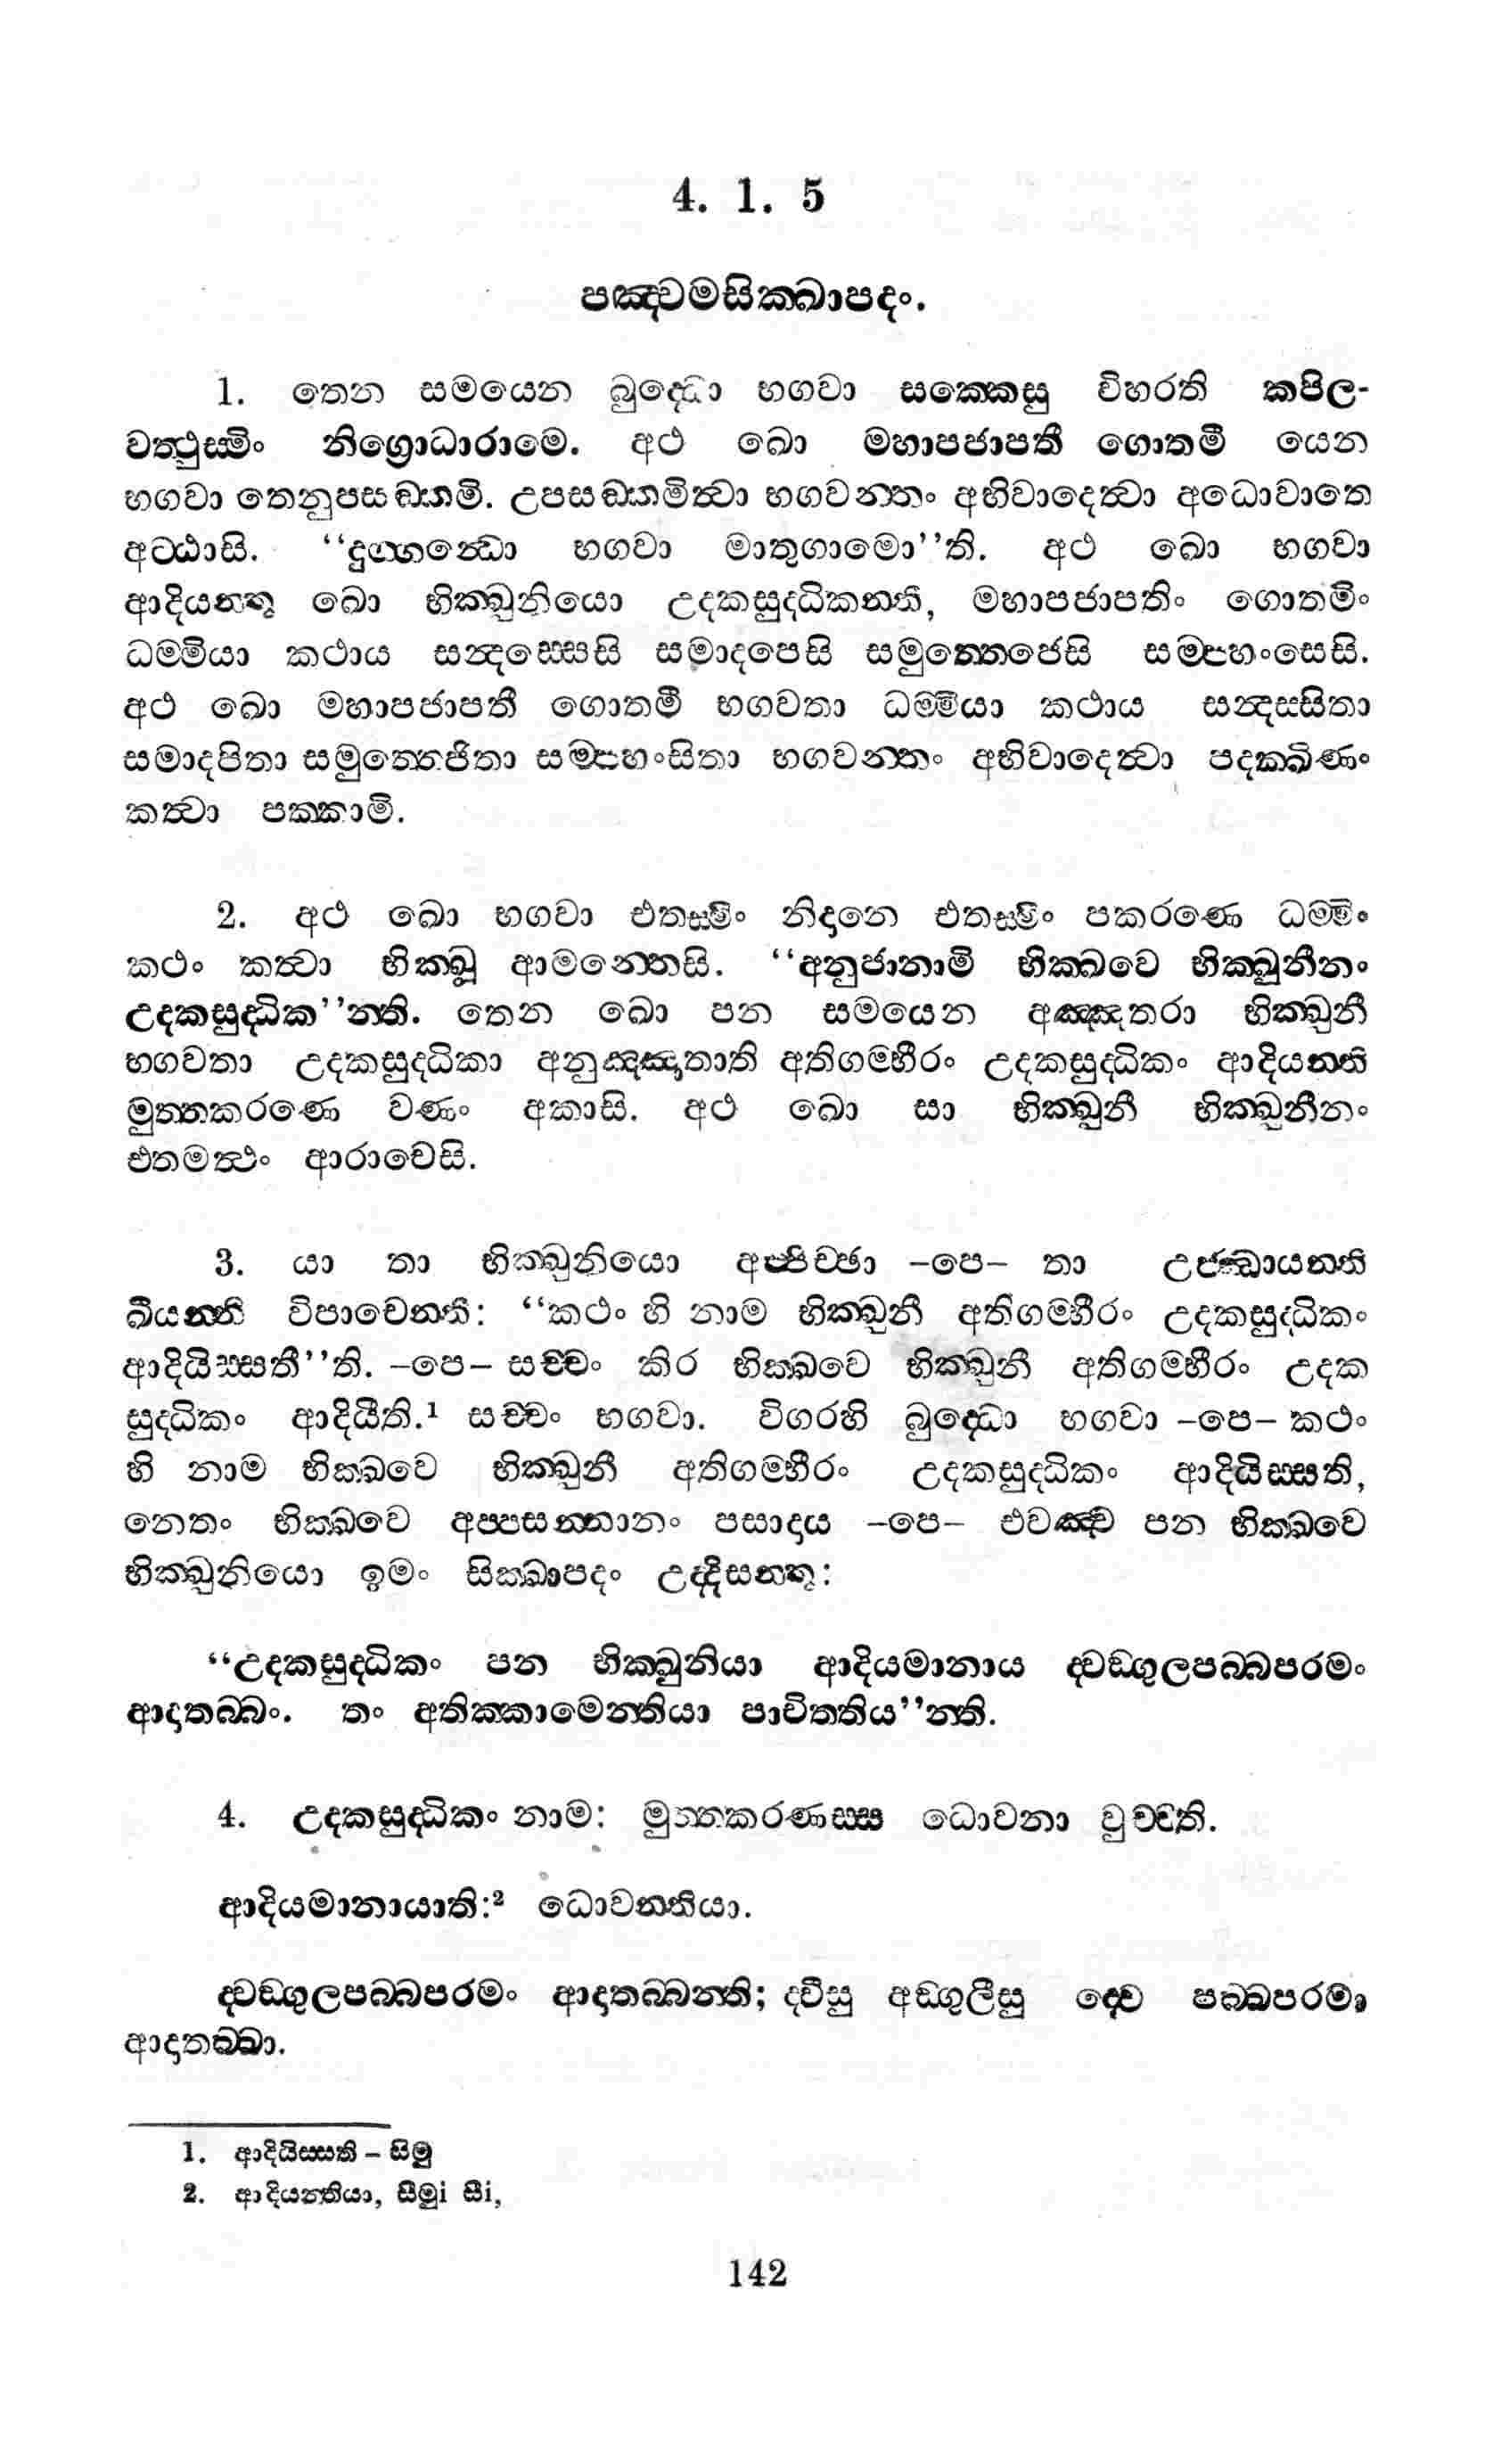 4. 1. 5
පඤ්චමසික්ඛාපදං.
1. තෙන සමයෙන බුද්ධො භගවා සක්කෙසු විහරති කපිල-
වත්ථුස්මිං නිග්‍රොධාරාමෙ. අථ ඛො මහාපජාපතී ගොතමී යෙන
භගවා තෙනුපසඞ්කමි. උපසඞ්කමිත්වා භගවන්තං අභිවාදෙත්වා අධොවාතෙ
අට්ඨාසි. “දුග්ගන්ධො භගවා මාතුගාමො”ති. අථ ඛො භගවා
ආදියන්තු ඛො භික්ඛුනියො උදකසුද්ධිකන්ති, මහාපජාපතිං ගොතමිං
ධම්මියා කථාය සන්දස්සෙසි සමාදපෙසි සමුත්තෙජෙසි සම්පහංසෙසි.
අථ ඛො මහාපජාපතී ගොතමී භගවතා ධම්මියා කථාය සන්දස්සිතා
සමාදපිතා සමුත්තෙජිතා සම්පහංසිතා භගවන්තං අභිවාදෙත්වා පදක්ඛිණං
කත්වා පක්කාමි.
2. අථ ඛො භගවා එතස්මිං නිදානෙ එතස්මිං පකරණෙ ධම්මිං
කථං කත්වා භික්ඛූ ආමන්තෙසි. “අනුජානාමි භික්ඛවෙ භික්ඛුනීනං
උදකසුද්ධික”න්ති. තෙන ඛො පන සමයෙන අඤ්ඤතරා භික්ඛුනී
භගවතා උදකසුද්ධිකා අනුඤ්ඤාතාති අතිගම්භීරං උදකසුද්ධිකං ආදියන්ති
මුත්තකරණෙ වණං අකාසි. අථ ඛො සා භික්ඛුනී භික්ඛුනීනං
එතමත්ථං ආරාචෙසි.
3. යා තා භික්ඛුනියො අප්පිච්ඡා –පෙ– තා උජ්ඣායන්ති
ඛීයන්ති විපාචෙන්ති: “කථං හි නාම භික්ඛුනී අතිගම්භීරං උදකසුද්ධිකං
ආදියිස්සතී”ති. –පෙ– සච්චං කිර භික්ඛවෙ භික්ඛුනී අතිගම්භීරං උදක
සුද්ධිකං ආදියීති.¹ සච්චං භගවා. විගරහි බුද්ධො භගවා –පෙ– කථං
හි නාම භික්ඛවෙ භික්ඛුනී අතිගම්භීරං උදකසුද්ධිකං ආදියිස්සති,
නෙතං භික්ඛවෙ අප්පසන්නානං පසාදාය –පෙ– එවඤ්ච පන භික්ඛවෙ
භික්ඛුනියො ඉමං සික්ඛාපදං උද්දිසන්තු:
“උදකසුද්ධිකං පන භික්ඛුනියා ආදියමානාය ද්වඞ්ගුලපබ්බපරමං
ආදාතබ්බං. තං අතික්කාමෙන්තියා පාචිත්තිය”න්ති.
4. උදකසුද්ධිකං නාම: මුත්තකරණස්ස ධොවනා වුච්චති.
ආදියමානායාති:² ධොවන්තියා.
ද්වඞ්ගුලපබ්බපරමං ආදාතබ්බන්ති; ද්වීසු අඞ්ගුලීසු ද්වෙ පබ්බපරමා
ආදාතබ්බා.
1. ආදියිස්සති – සිමු
2. ආදියන්තියා, සීමුi සීi,
142